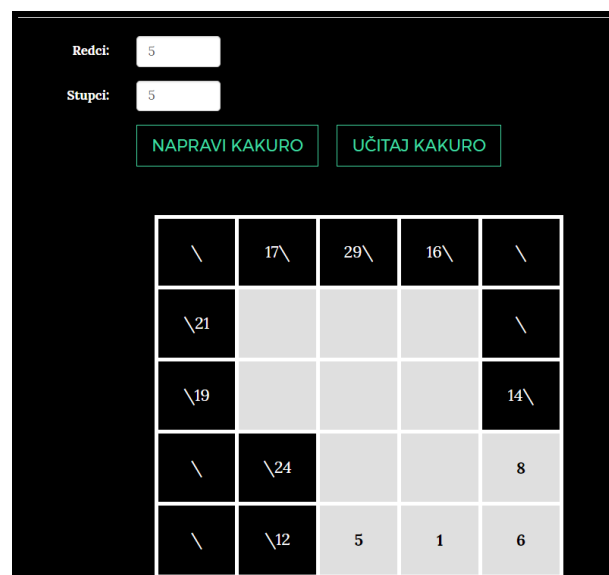 Redci: 5
Stupci: 5
NAPRAVI KAKURO UČITAJ KAKURO
\ 17\ 29\ 16\ \
\21 \
\19 14\
\ \24 8
\ \12 5 1 6